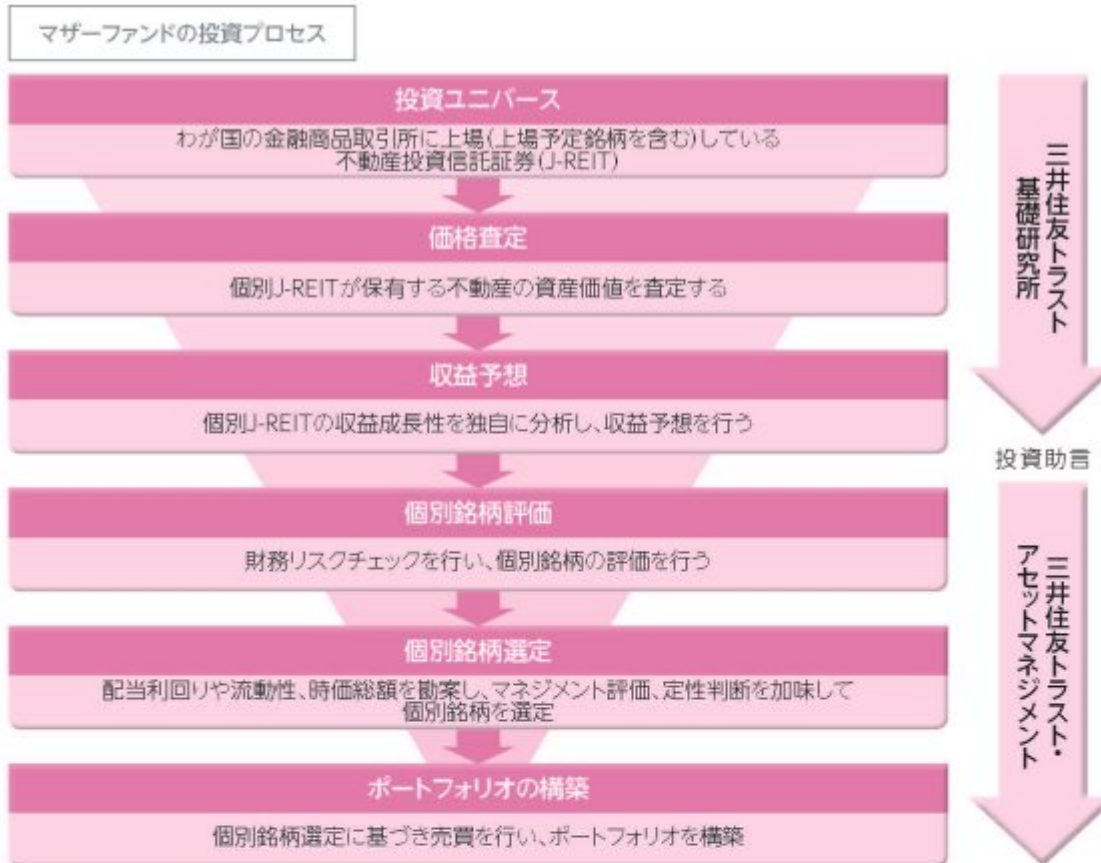 マザーファンドの投資プロセス
投資ユニバース
わが国の金融商品取引所に上場(上場予定銘柄を含む)している
不動産投資信託証券(J-REIT)
価格査定
個別J-REITが保有する不動産の資産価値を査定する
収益予想
個別J-REITの収益成長性を独自に分析し、収益予想を行う
個別銘柄評価
財務リスクチェックを行い、個別銘柄の評価を行う
個別銘柄選定
配当利回りや流動性、時価総額を勘案し、マネジメント評価、定性判断を加味して
個別銘柄を選定
ポートフォリオの構築
個別銘柄選定に基づき売買を行い、ポートフォリオを構築
三井住友トラスト
基礎研究所
投資助言
三井住友トラスト・
アセットマネジメント